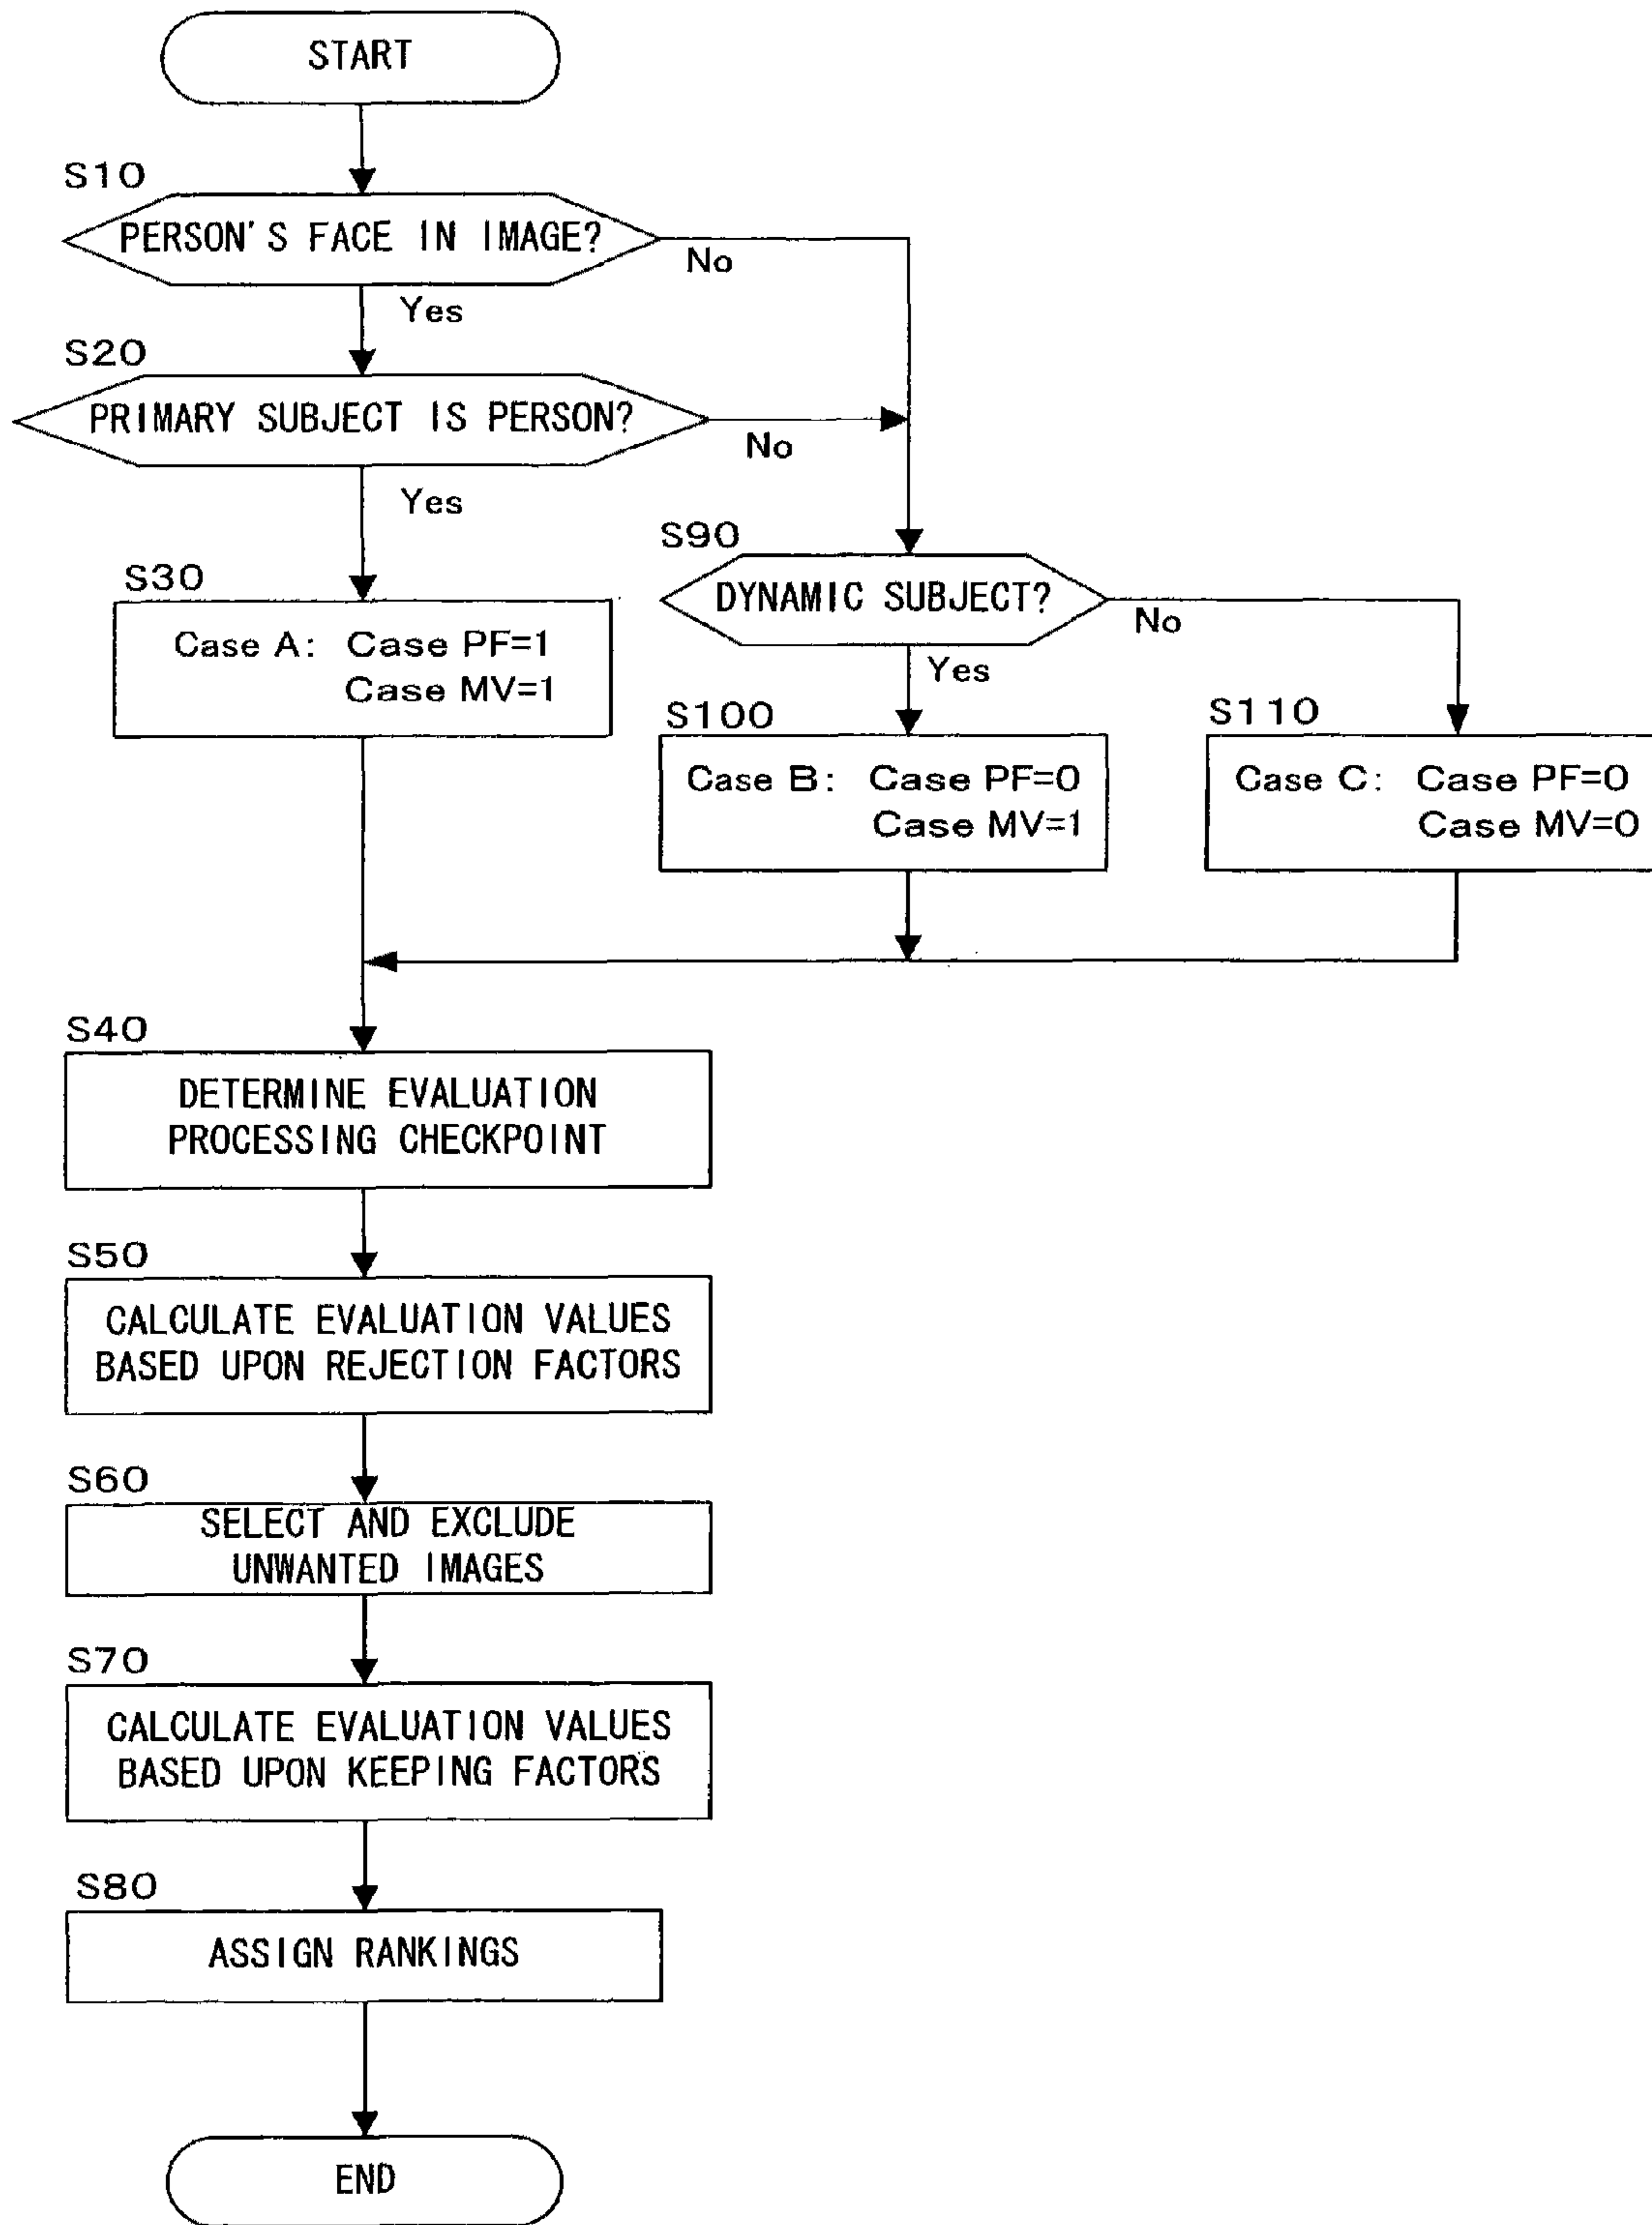 START
S10
PERSON'S FACE IN IMAGE?
No
Yes
S20
PRIMARY SUBJECT IS PERSON?
No
Yes
S30
Case A: Case PF=1
Case MV=1
S90
DYNAMIC SUBJECT?
No
Yes
S100
Case B: Case PF=0
Case MV=1
S110
Case C: Case PF=0
Case MV=0
S40
DETERMINE EVALUATION
PROCESSING CHECKPOINT
S50
CALCULATE EVALUATION VALUES
BASED UPON REJECTION FACTORS
S60
SELECT AND EXCLUDE
UNWANTED IMAGES
S70
CALCULATE EVALUATION VALUES
BASED UPON KEEPING FACTORS
S80
ASSIGN RANKINGS
END